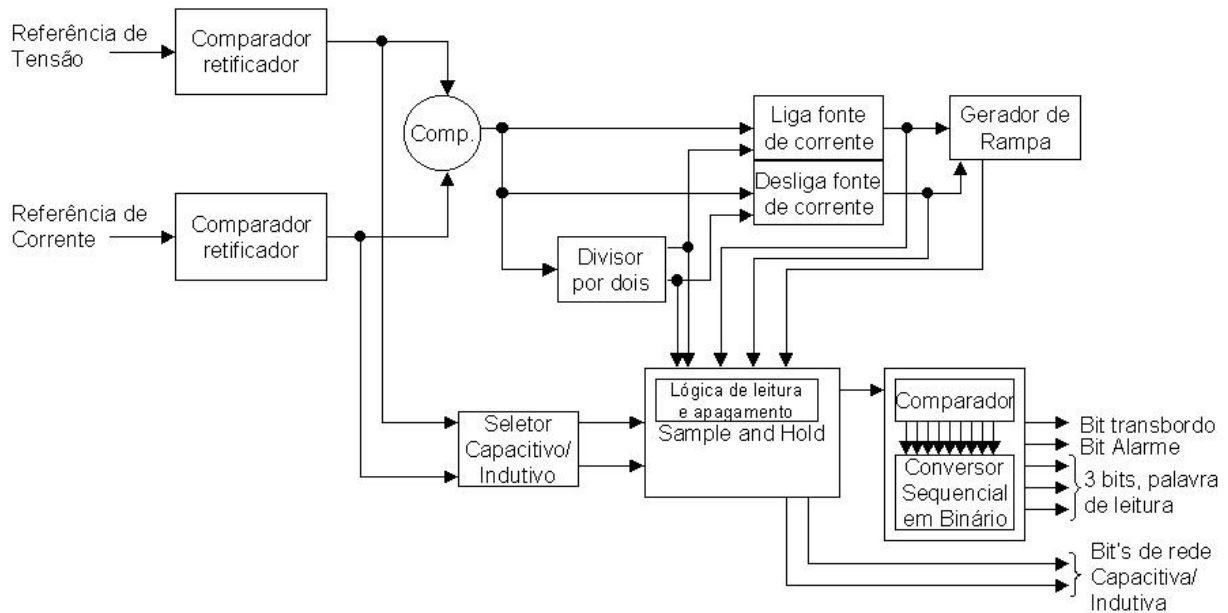 Referência de
Tensão
Comparador
retificador
Comp.
Liga fonte
de corrente
Gerador de
Rampa
Desliga fonte
de corrente
Referência de
Corrente
Comparador
retificador
Divisor
por dois
Lógica de leitura
e apagamento
Sample and Hold
Seletor
Capacitivo/
Indutivo
Comparador
Conversor
Sequencial
em Binário
Bit transbordo
Bit Alarme
3 bits, palavra
de leitura
Bit's de rede
Capacitiva/
Indutiva